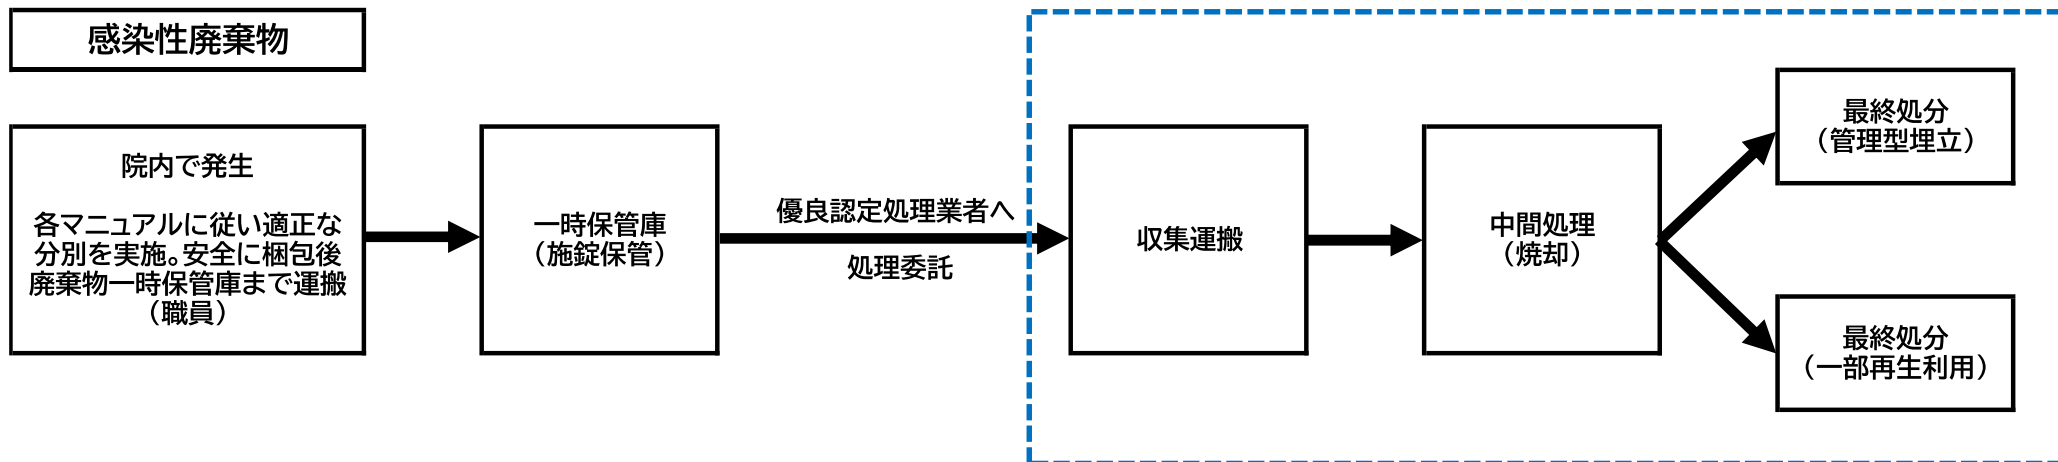 感染性廃棄物
院内で発生
各マニュアルに従い適正な
分別を実施。安全に梱包後
廃棄物一時保管庫まで運搬
（職員）
一時保管庫
（施錠保管）
優良認定処理業者へ
処理委託
収集運搬
中間処理
（焼却）
最終処分
（管理型埋立）
最終処分
（一部再生利用）